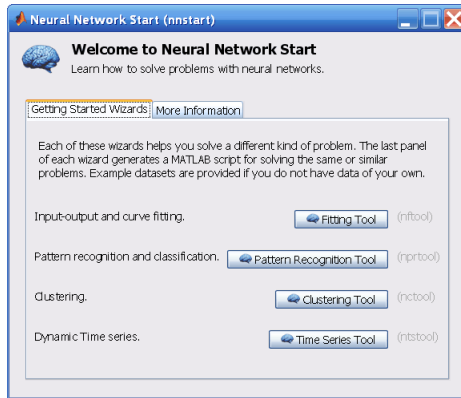 Neural Network Start (nnstart)
Welcome to Neural Network Start
Learn how to solve problems with neural networks.
Getting Started Wizards
More Information
Each of these wizards helps you solve a different kind of problem. The last panel
of each wizard generates a MATLAB script for solving the same or similar
problems. Example datasets are provided if you do not have data of your own.
Input-output and curve fitting. Fitting Tool (nftool)
Pattern recognition and classification. Pattern Recognition Tool (nprtool)
Clustering. Clustering Tool (nctool)
Dynamic Time series. Time Series Tool (ntstool)